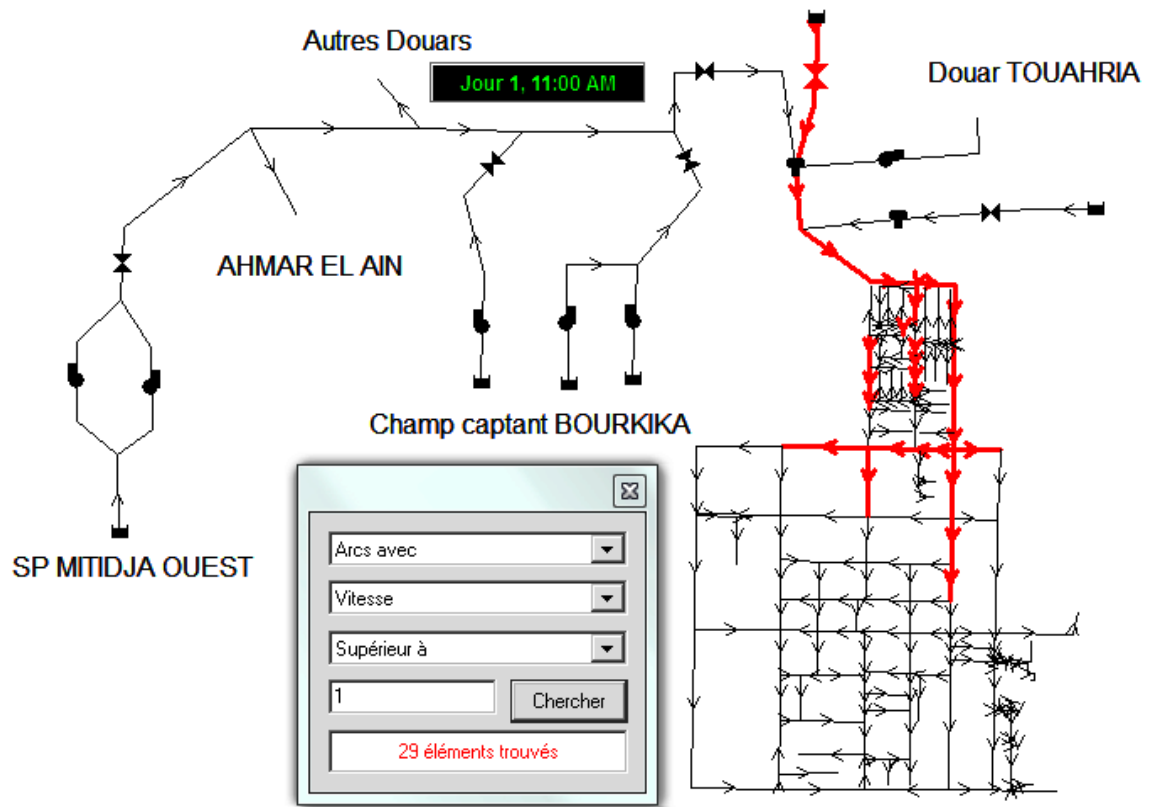 Autres Douars
Jour 1, 11:00 AM
Douar TOUAHRIA
AHMAR EL AIN
Champ captant BOURKIKA
SP MITIDJA OUEST
Arcs avec
Vitesse
Supérieur à
1
Chercher
29 éléments trouvés